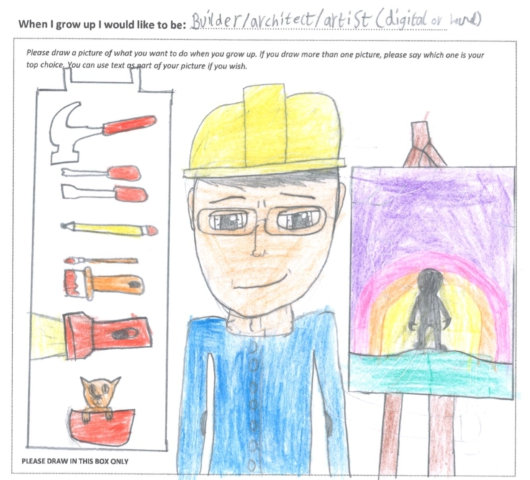 When I grow up I would like to be: Builder/architect/artist (digital or hand)
Please draw a picture of what you want to do when you grow up. If you draw more than one picture, please say which one is
your top choice. You can use text as part of your picture if you wish.
PLEASE DRAW IN THIS BOX ONLY